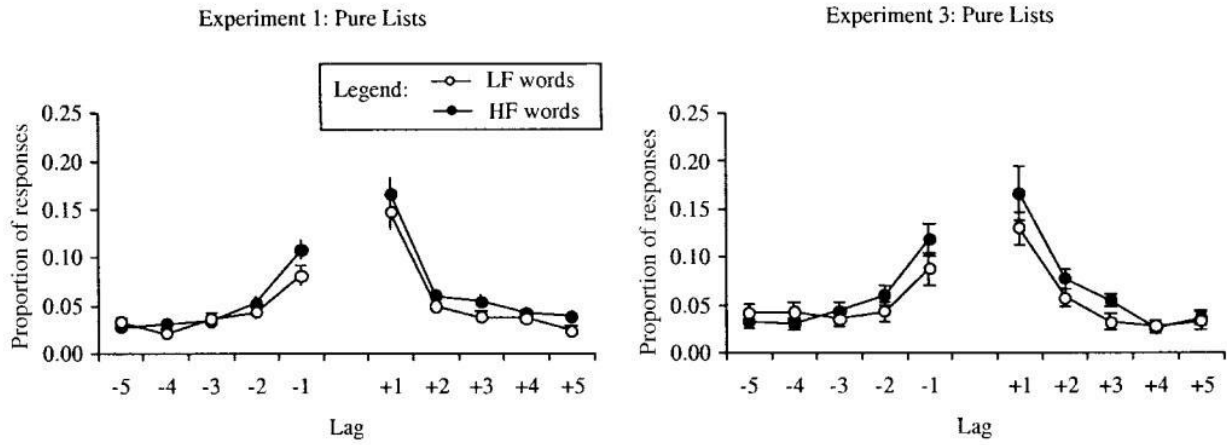 Experiment 1: Pure Lists
Legend:
LF words
HF words
Proportion of responses
0.25
0.20
0.15
0.10
0.05
0.00
-5 -4 -3 -2 -1 +1 +2 +3 +4 +5
Lag
Experiment 3: Pure Lists
Proportion of responses
0.25
0.20
0.15
0.10
0.05
0.00
-5 -4 -3 -2 -1 +1 +2 +3 +4 +5
Lag